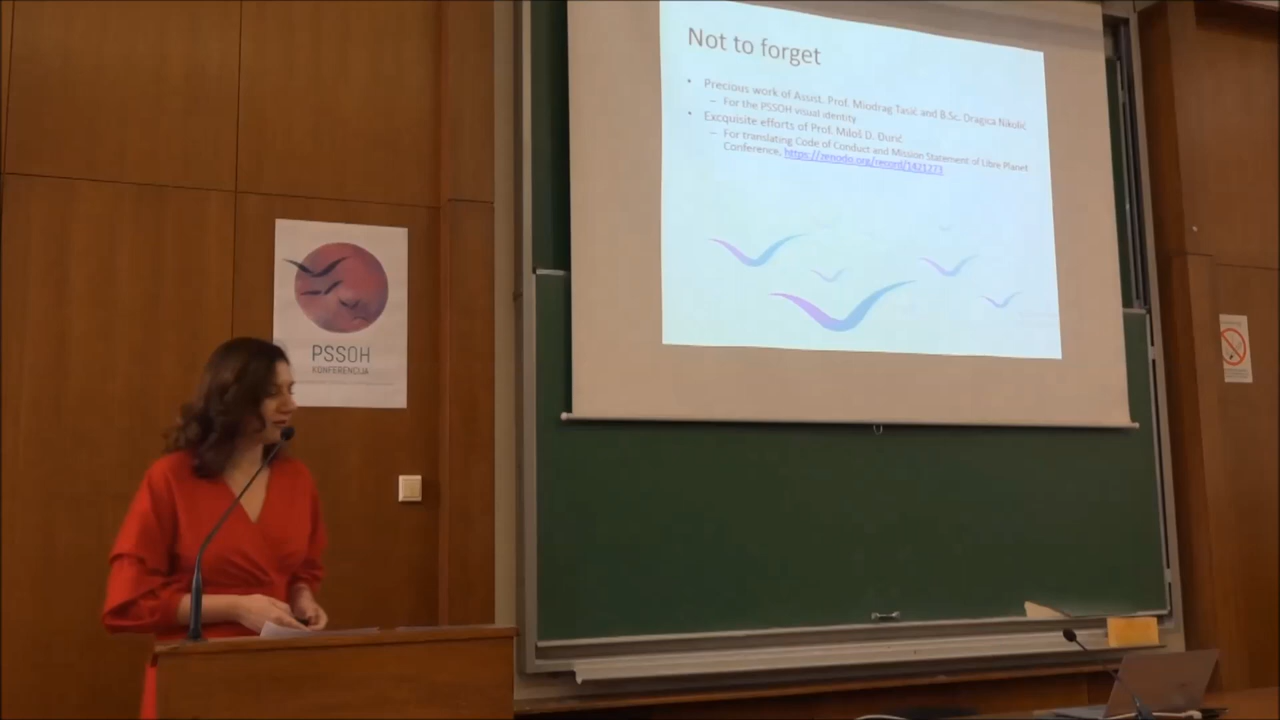 Not to forget
• Precious work of Assist. Prof. Miodrag Tasić and B.Sc. Dragica Nikolić
– For the PSSOH visual identity
• Excquisite efforts of Prof. Miloš D. Đurić
– For translating Code of Conduct and Mission Statement of Libre Planet
Conference, https://zenodo.org/record/1421273
PSSOH
KONFERENCIJA